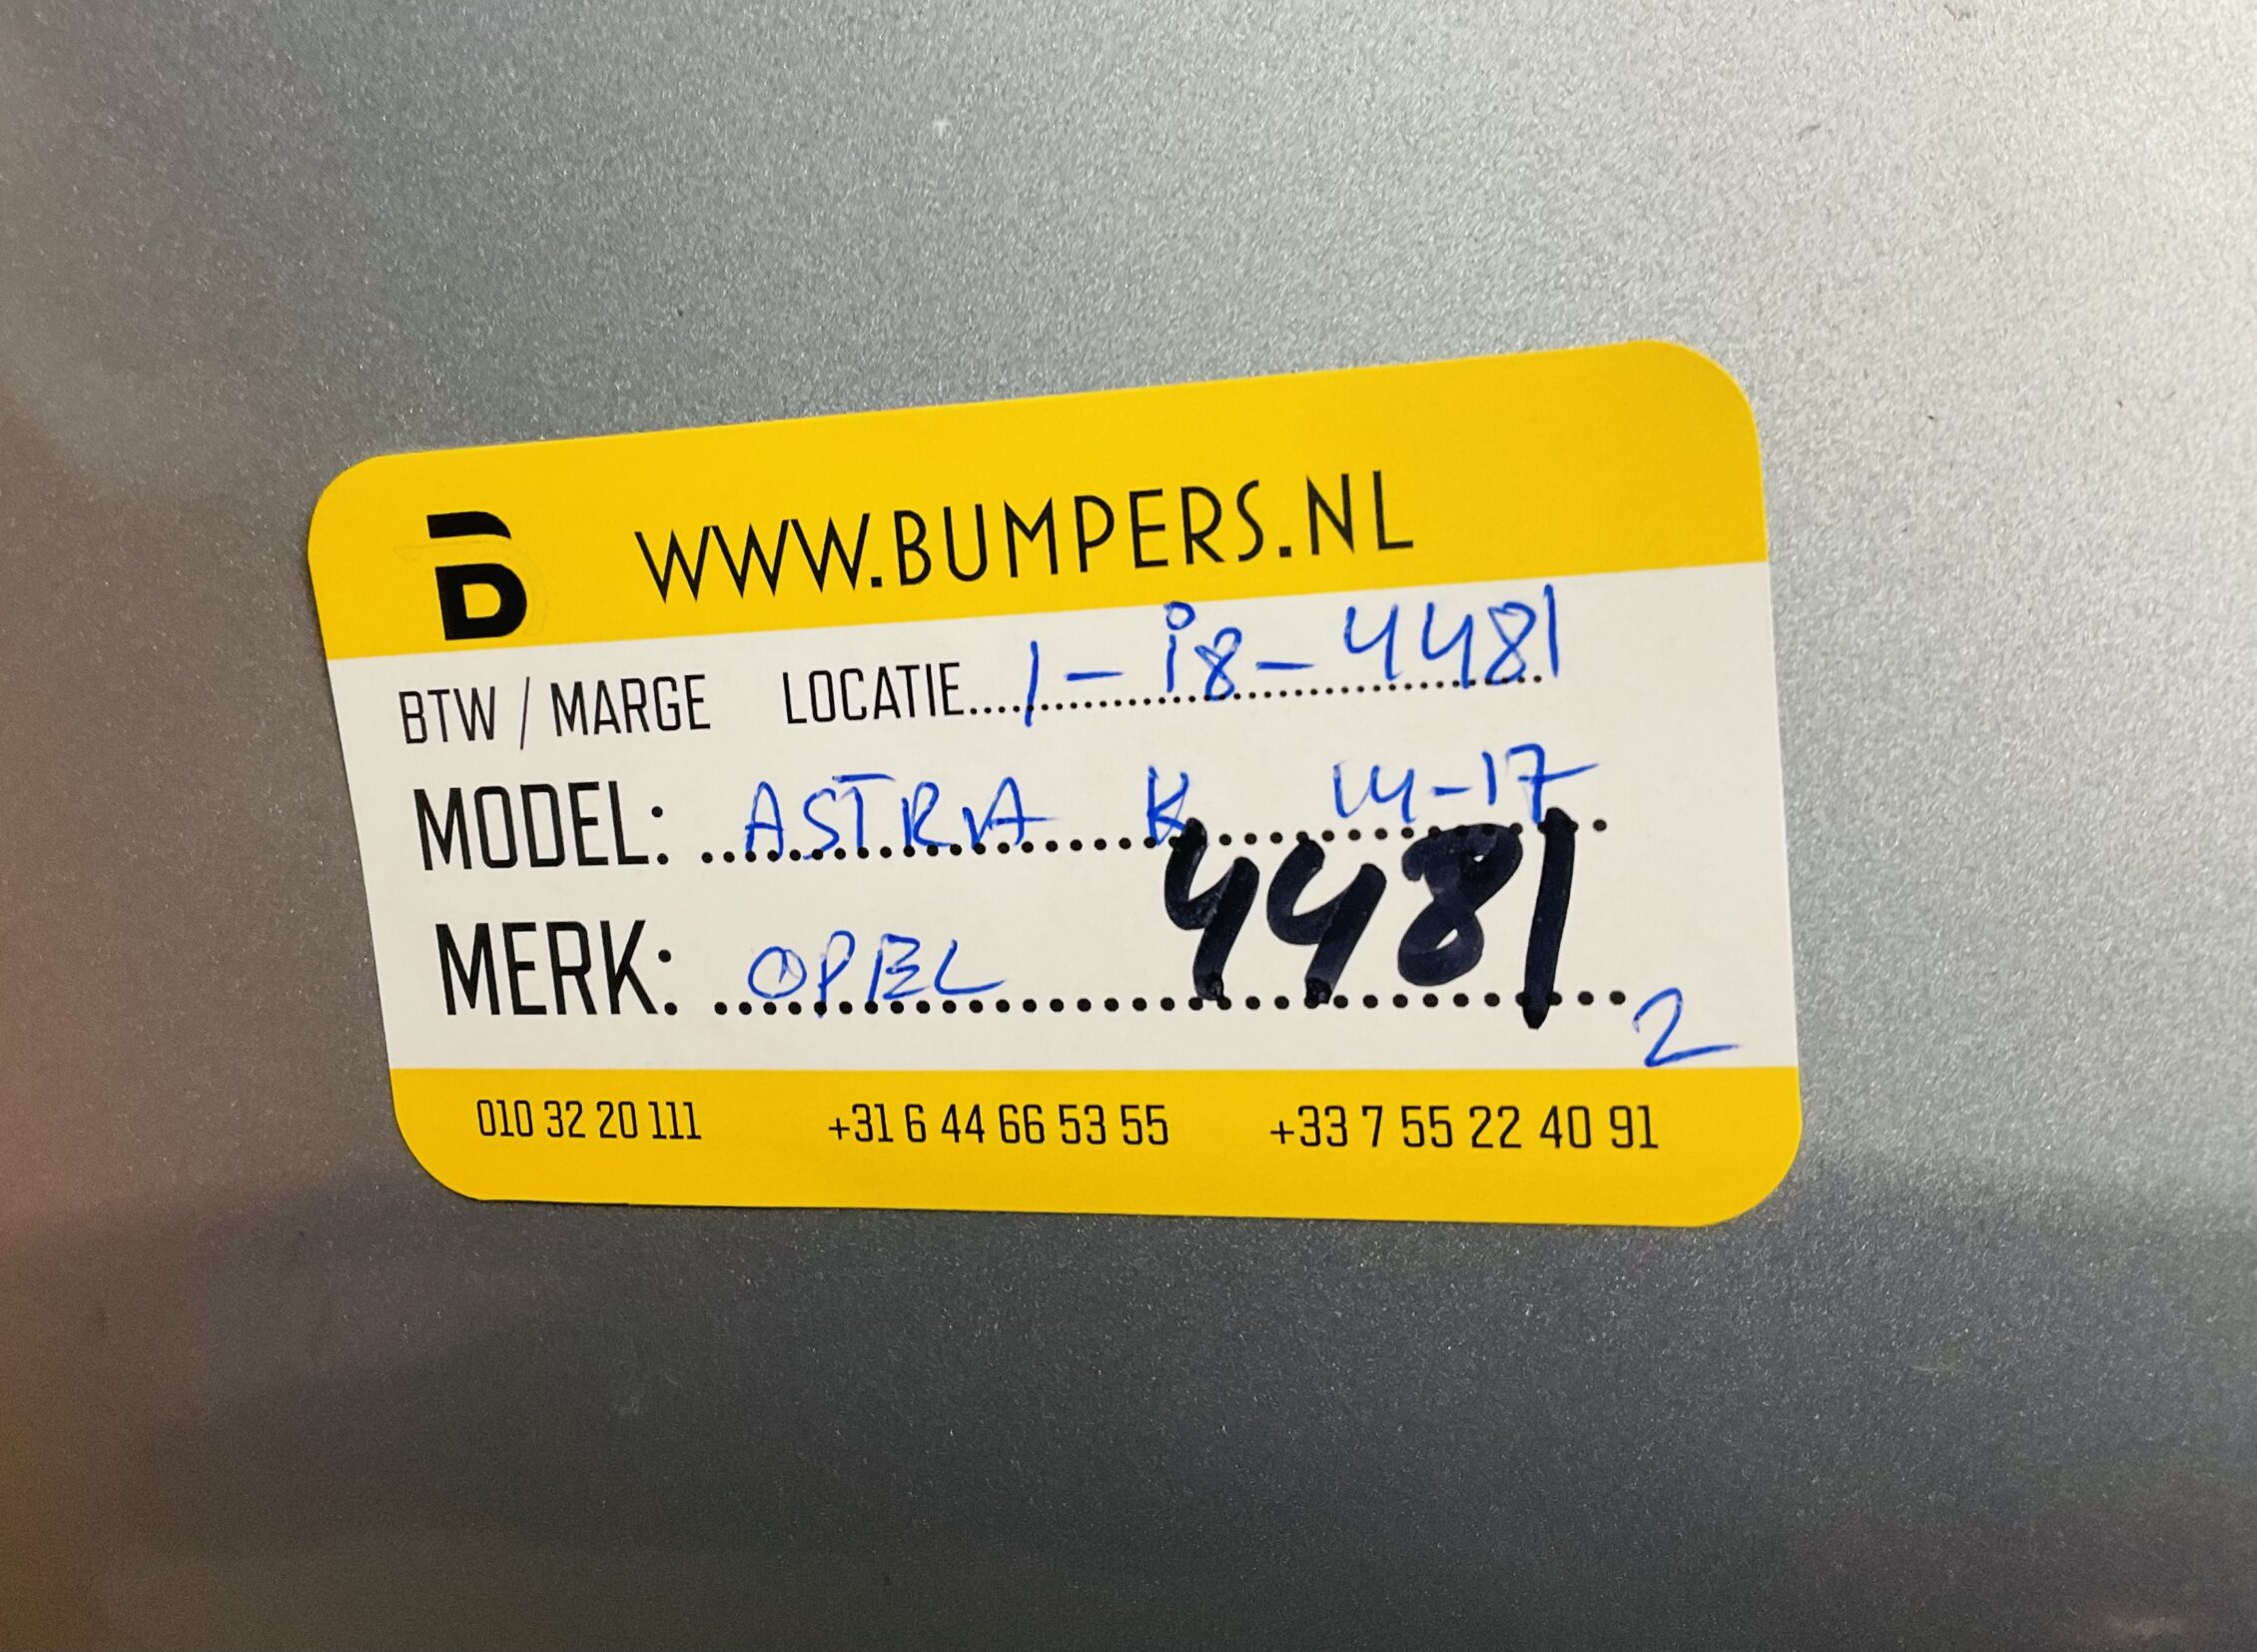 B WWW.BUMPERS.NL
BTW / MARGE LOCATIE....1-i8-4481
MODEL: ASTRA K 14-17
4481
MERK: OPEL
2
010 32 20 111 +31 6 44 66 53 55 +33 7 55 22 40 91